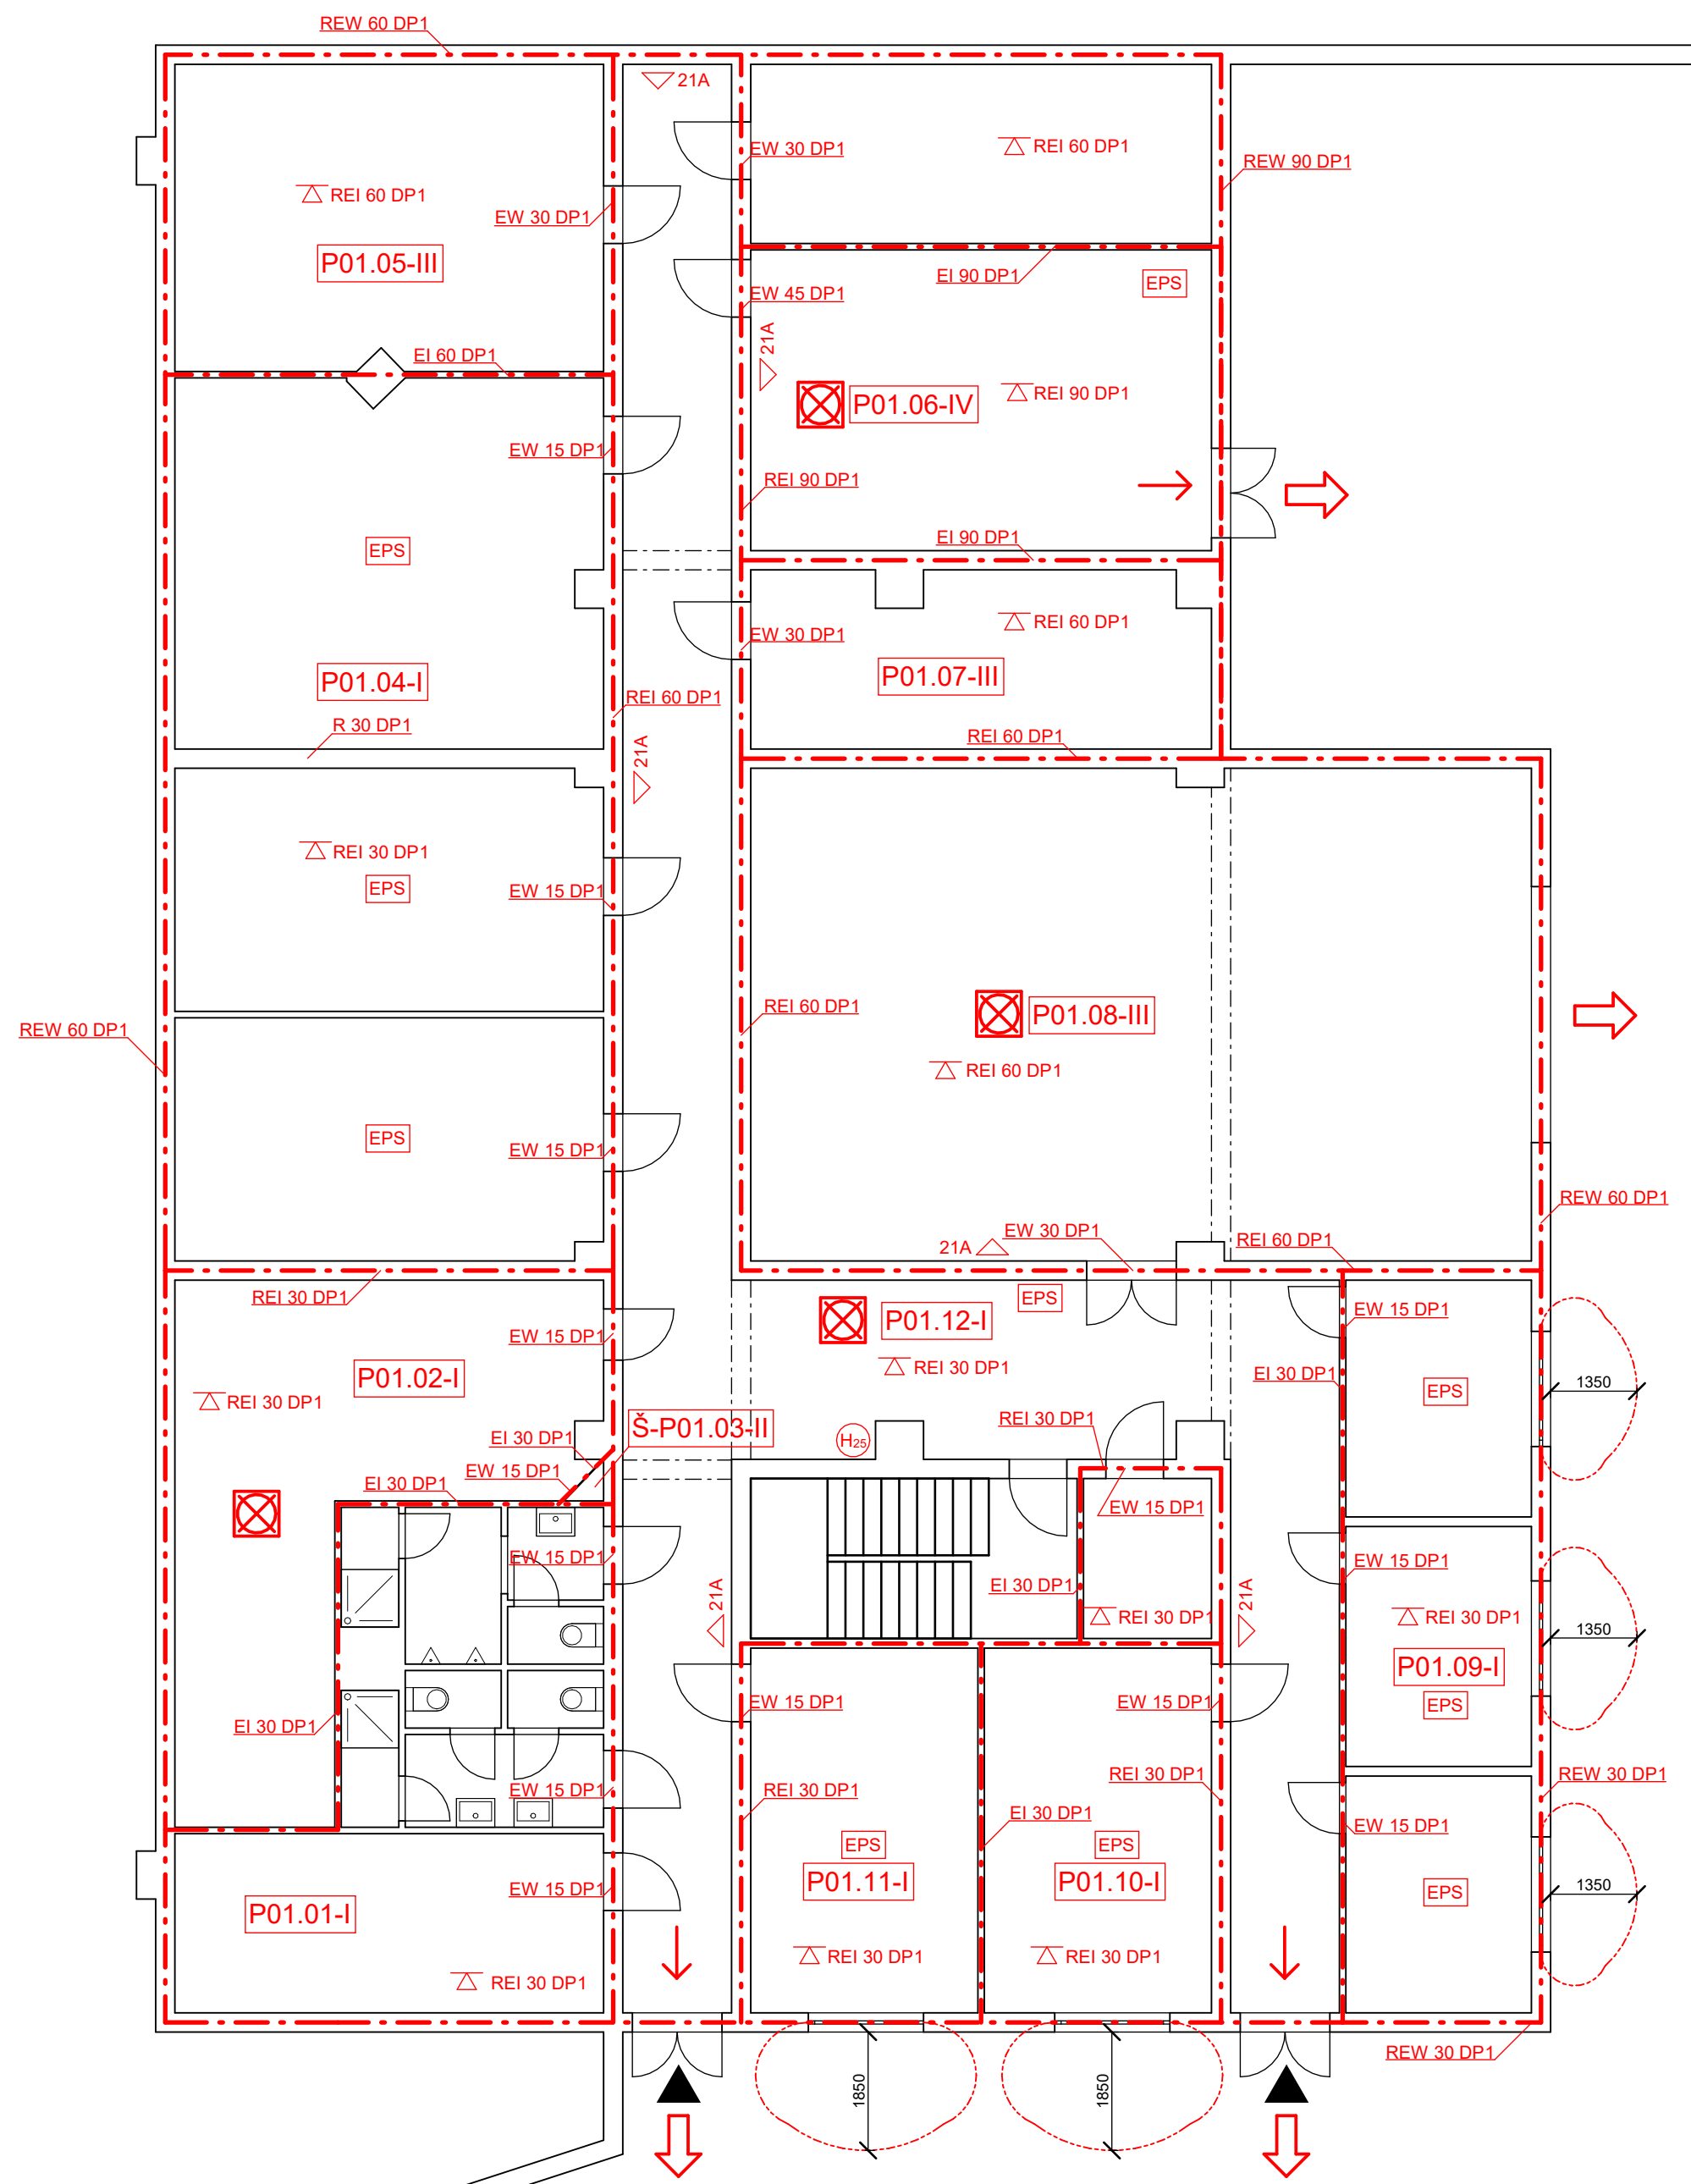 REW 60 DP1
21A
EW 30 DP1
REI 60 DP1
REW 90 DP1
REI 60 DP1
EW 30 DP1
P01.05-III
EI 90 DP1
EPS
EW 45 DP1
21A
EI 60 DP1
REI 90 DP1
P01.06-IV
EW 15 DP1
REI 90 DP1
EI 90 DP1
EPS
REI 60 DP1
EW 30 DP1
P01.07-III
P01.04-I
REI 60 DP1
R 30 DP1
REI 60 DP1
21A
REI 30 DP1
EPS
EW 15 DP1
REI 60 DP1
P01.08-III
REW 60 DP1
REI 60 DP1
EPS
EW 15 DP1
REW 60 DP1
EW 30 DP1
21A
REI 60 DP1
REI 30 DP1
EPS
EW 15 DP1
P01.12-I
EW 15 DP1
REI 30 DP1
EI 30 DP1
P01.02-I
1350
EPS
REI 30 DP1
Š-P01.03-II
REI 30 DP1
H25
EI 30 DP1
EW 15 DP1
EI 30 DP1
EW 15 DP1
EW 15 DP1
EW 15 DP1
EI 30 DP1
21A
21A
REI 30 DP1
REI 30 DP1
1350
P01.09-I
EW 15 DP1
EW 15 DP1
EPS
EI 30 DP1
REI 30 DP1
REW 30 DP1
EW 15 DP1
REI 30 DP1
EI 30 DP1
EW 15 DP1
EPS
EPS
P01.11-I
P01.10-I
EW 15 DP1
EPS
1350
P01.01-I
REI 30 DP1
REI 30 DP1
REI 30 DP1
REW 30 DP1
1850
1850